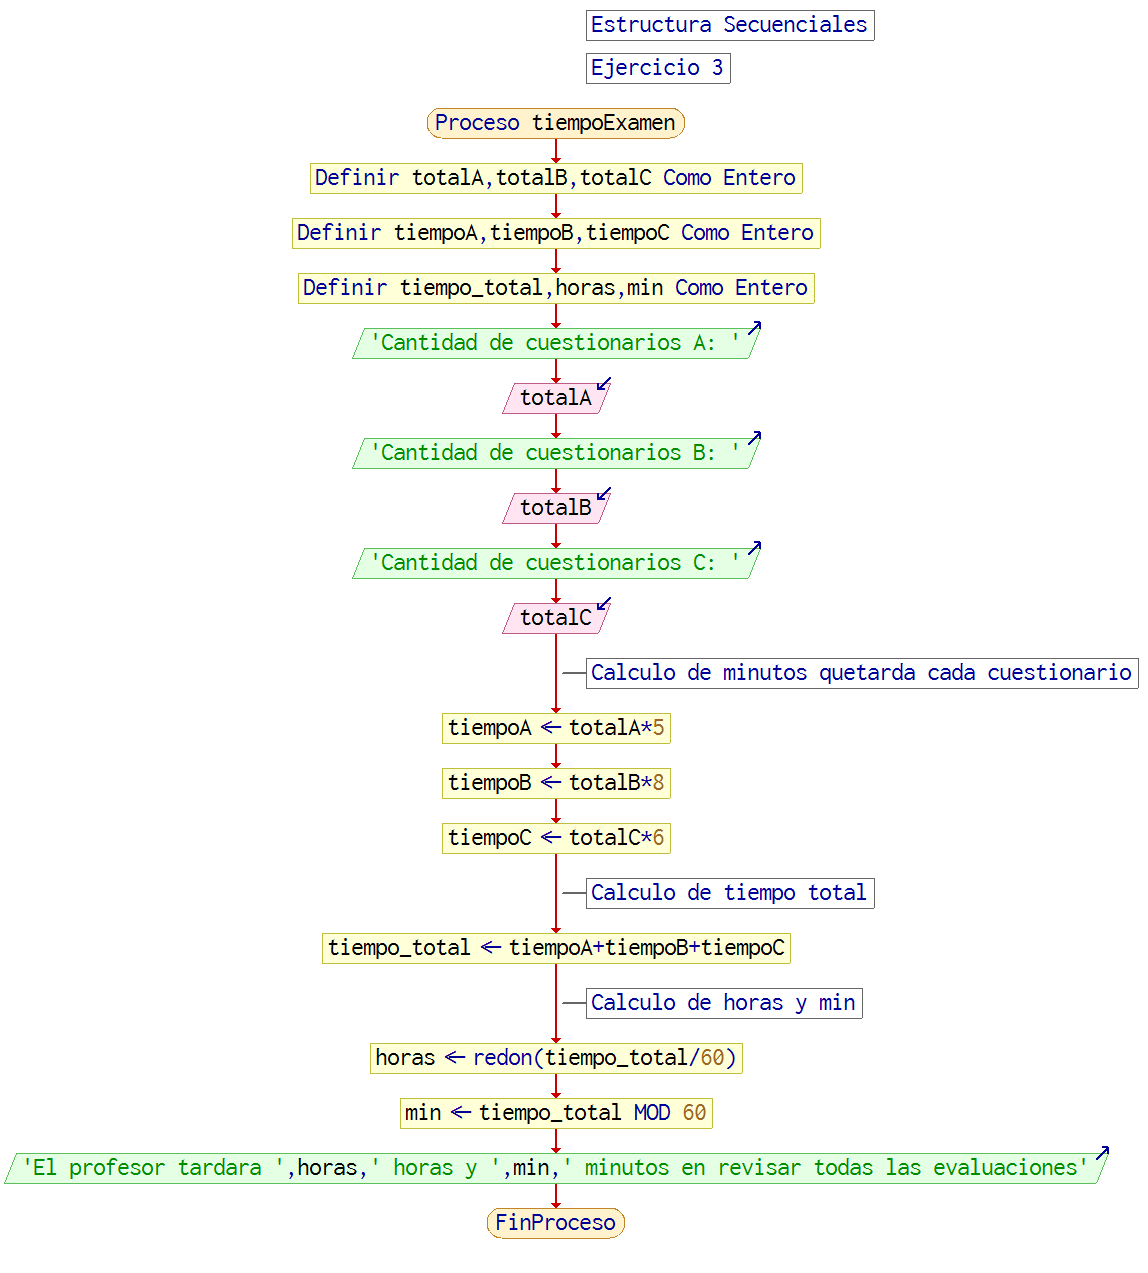 Estructura Secuenciales
Ejercicio 3
Proceso tiempoExamen
Definir totalA,totalB,totalC Como Entero
Definir tiempoA,tiempoB,tiempoC Como Entero
Definir tiempo_total,horas,min Como Entero
'Cantidad de cuestionarios A: '
totalA
'Cantidad de cuestionarios B: '
totalB
'Cantidad de cuestionarios C: '
totalC
Calculo de minutos quetarda cada cuestionario
tiempoA ← totalA*5
tiempoB ← totalB*8
tiempoC ← totalC*6
Calculo de tiempo total
tiempo_total ← tiempoA+tiempoB+tiempoC
Calculo de horas y min
horas ← redon(tiempo_total/60)
min ← tiempo_total MOD 60
'El profesor tardara ',horas,' horas y ',min,' minutos en revisar todas las evaluaciones'
FinProceso